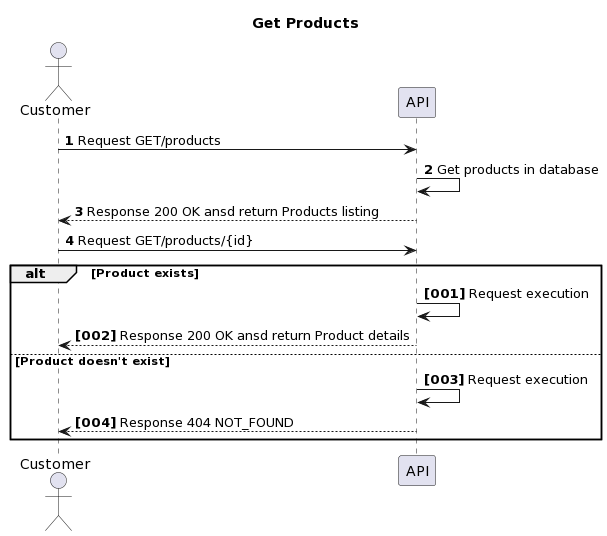 Get Products
Customer
API
1 Request GET/products
2 Get products in database
3 Response 200 OK ansd return Products listing
4 Request GET/products/{id}
alt [Product exists]
[001] Request execution
[002] Response 200 OK ansd return Product details
[Product doesn't exist]
[003] Request execution
[004] Response 404 NOT_FOUND
Customer
API